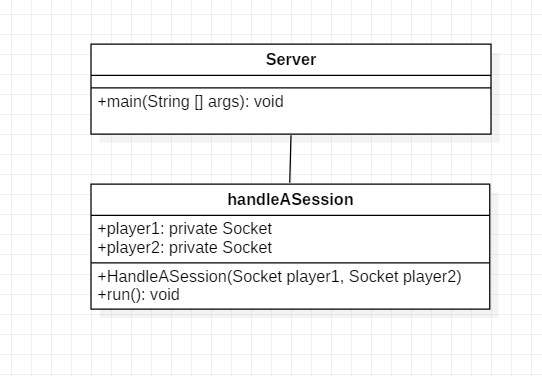 Server
+main(String [] args): void
handleASession
+player1: private Socket
+player2: private Socket
+HandleASession(Socket player1, Socket player2)
+run(): void